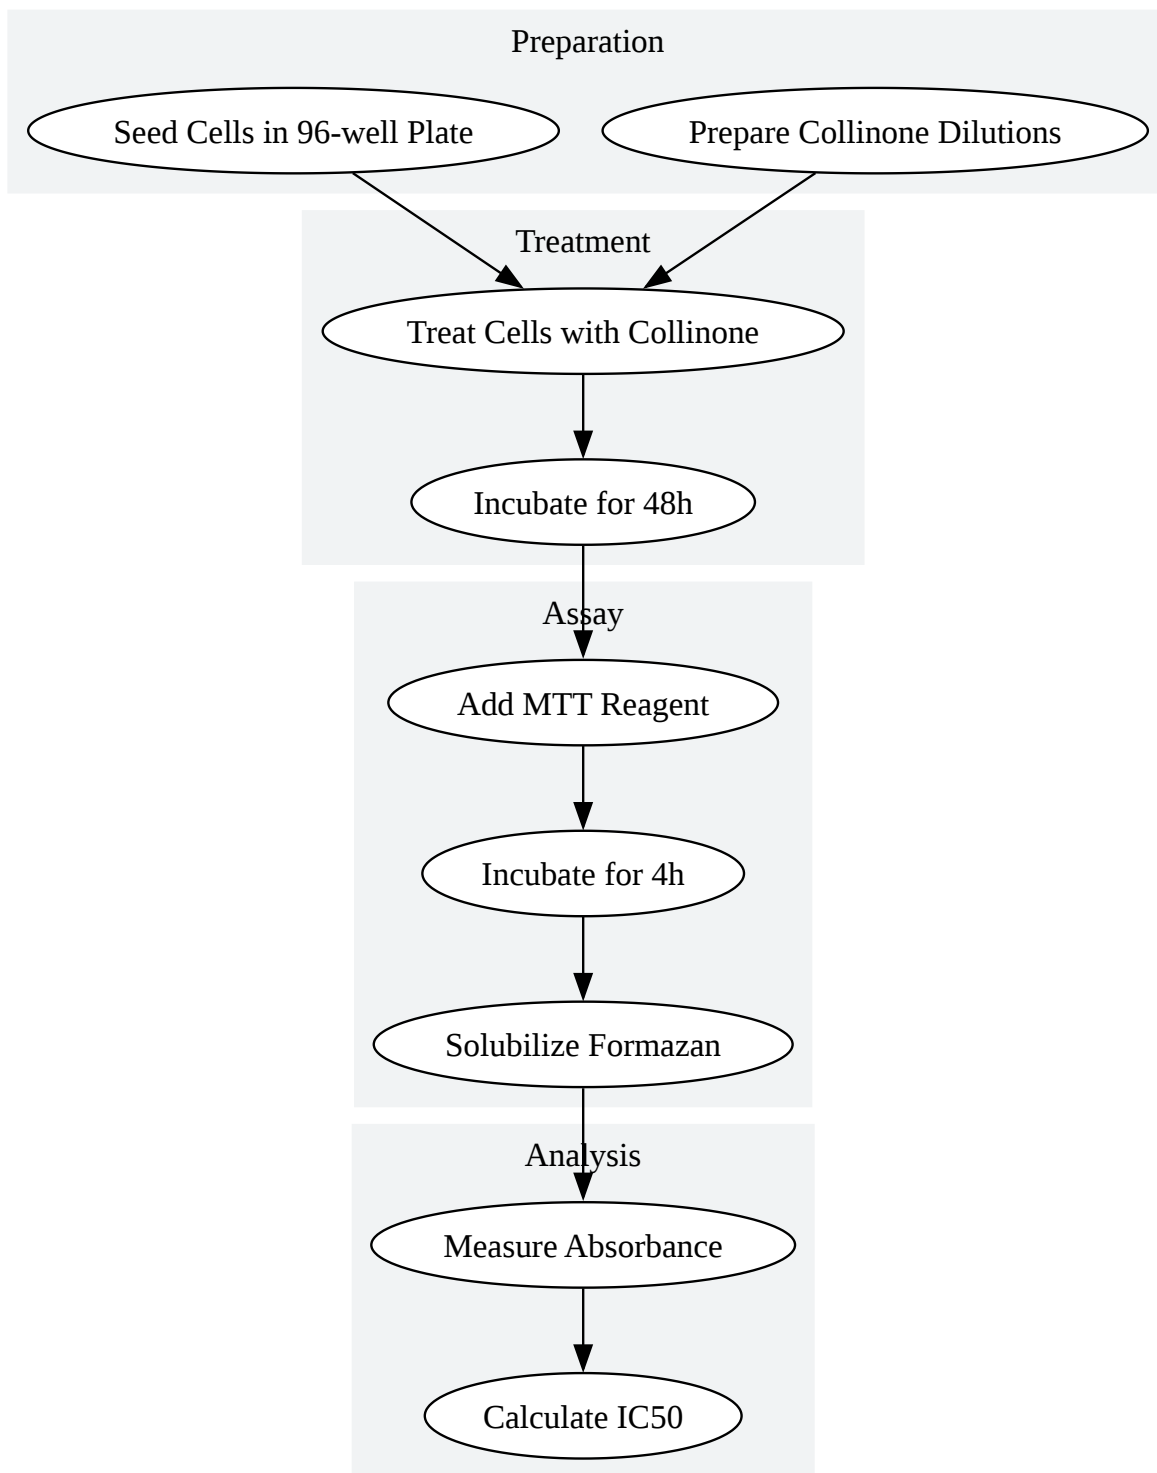 Preparation
Seed Cells in 96-well Plate
Prepare Collinone Dilutions
Treatment
Treat Cells with Collinone
Incubate for 48h
Assay
Add MTT Reagent
Incubate for 4h
Solubilize Formazan
Analysis
Measure Absorbance
Calculate IC50